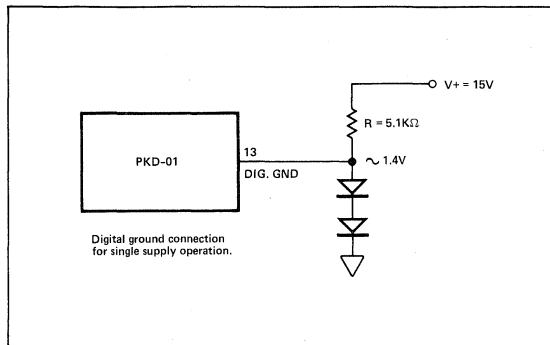 V+ = 15V
R = 5.1KΩ
PKD-01
13
DIG. GND
~ 1.4V
Digital ground connection
for single supply operation.